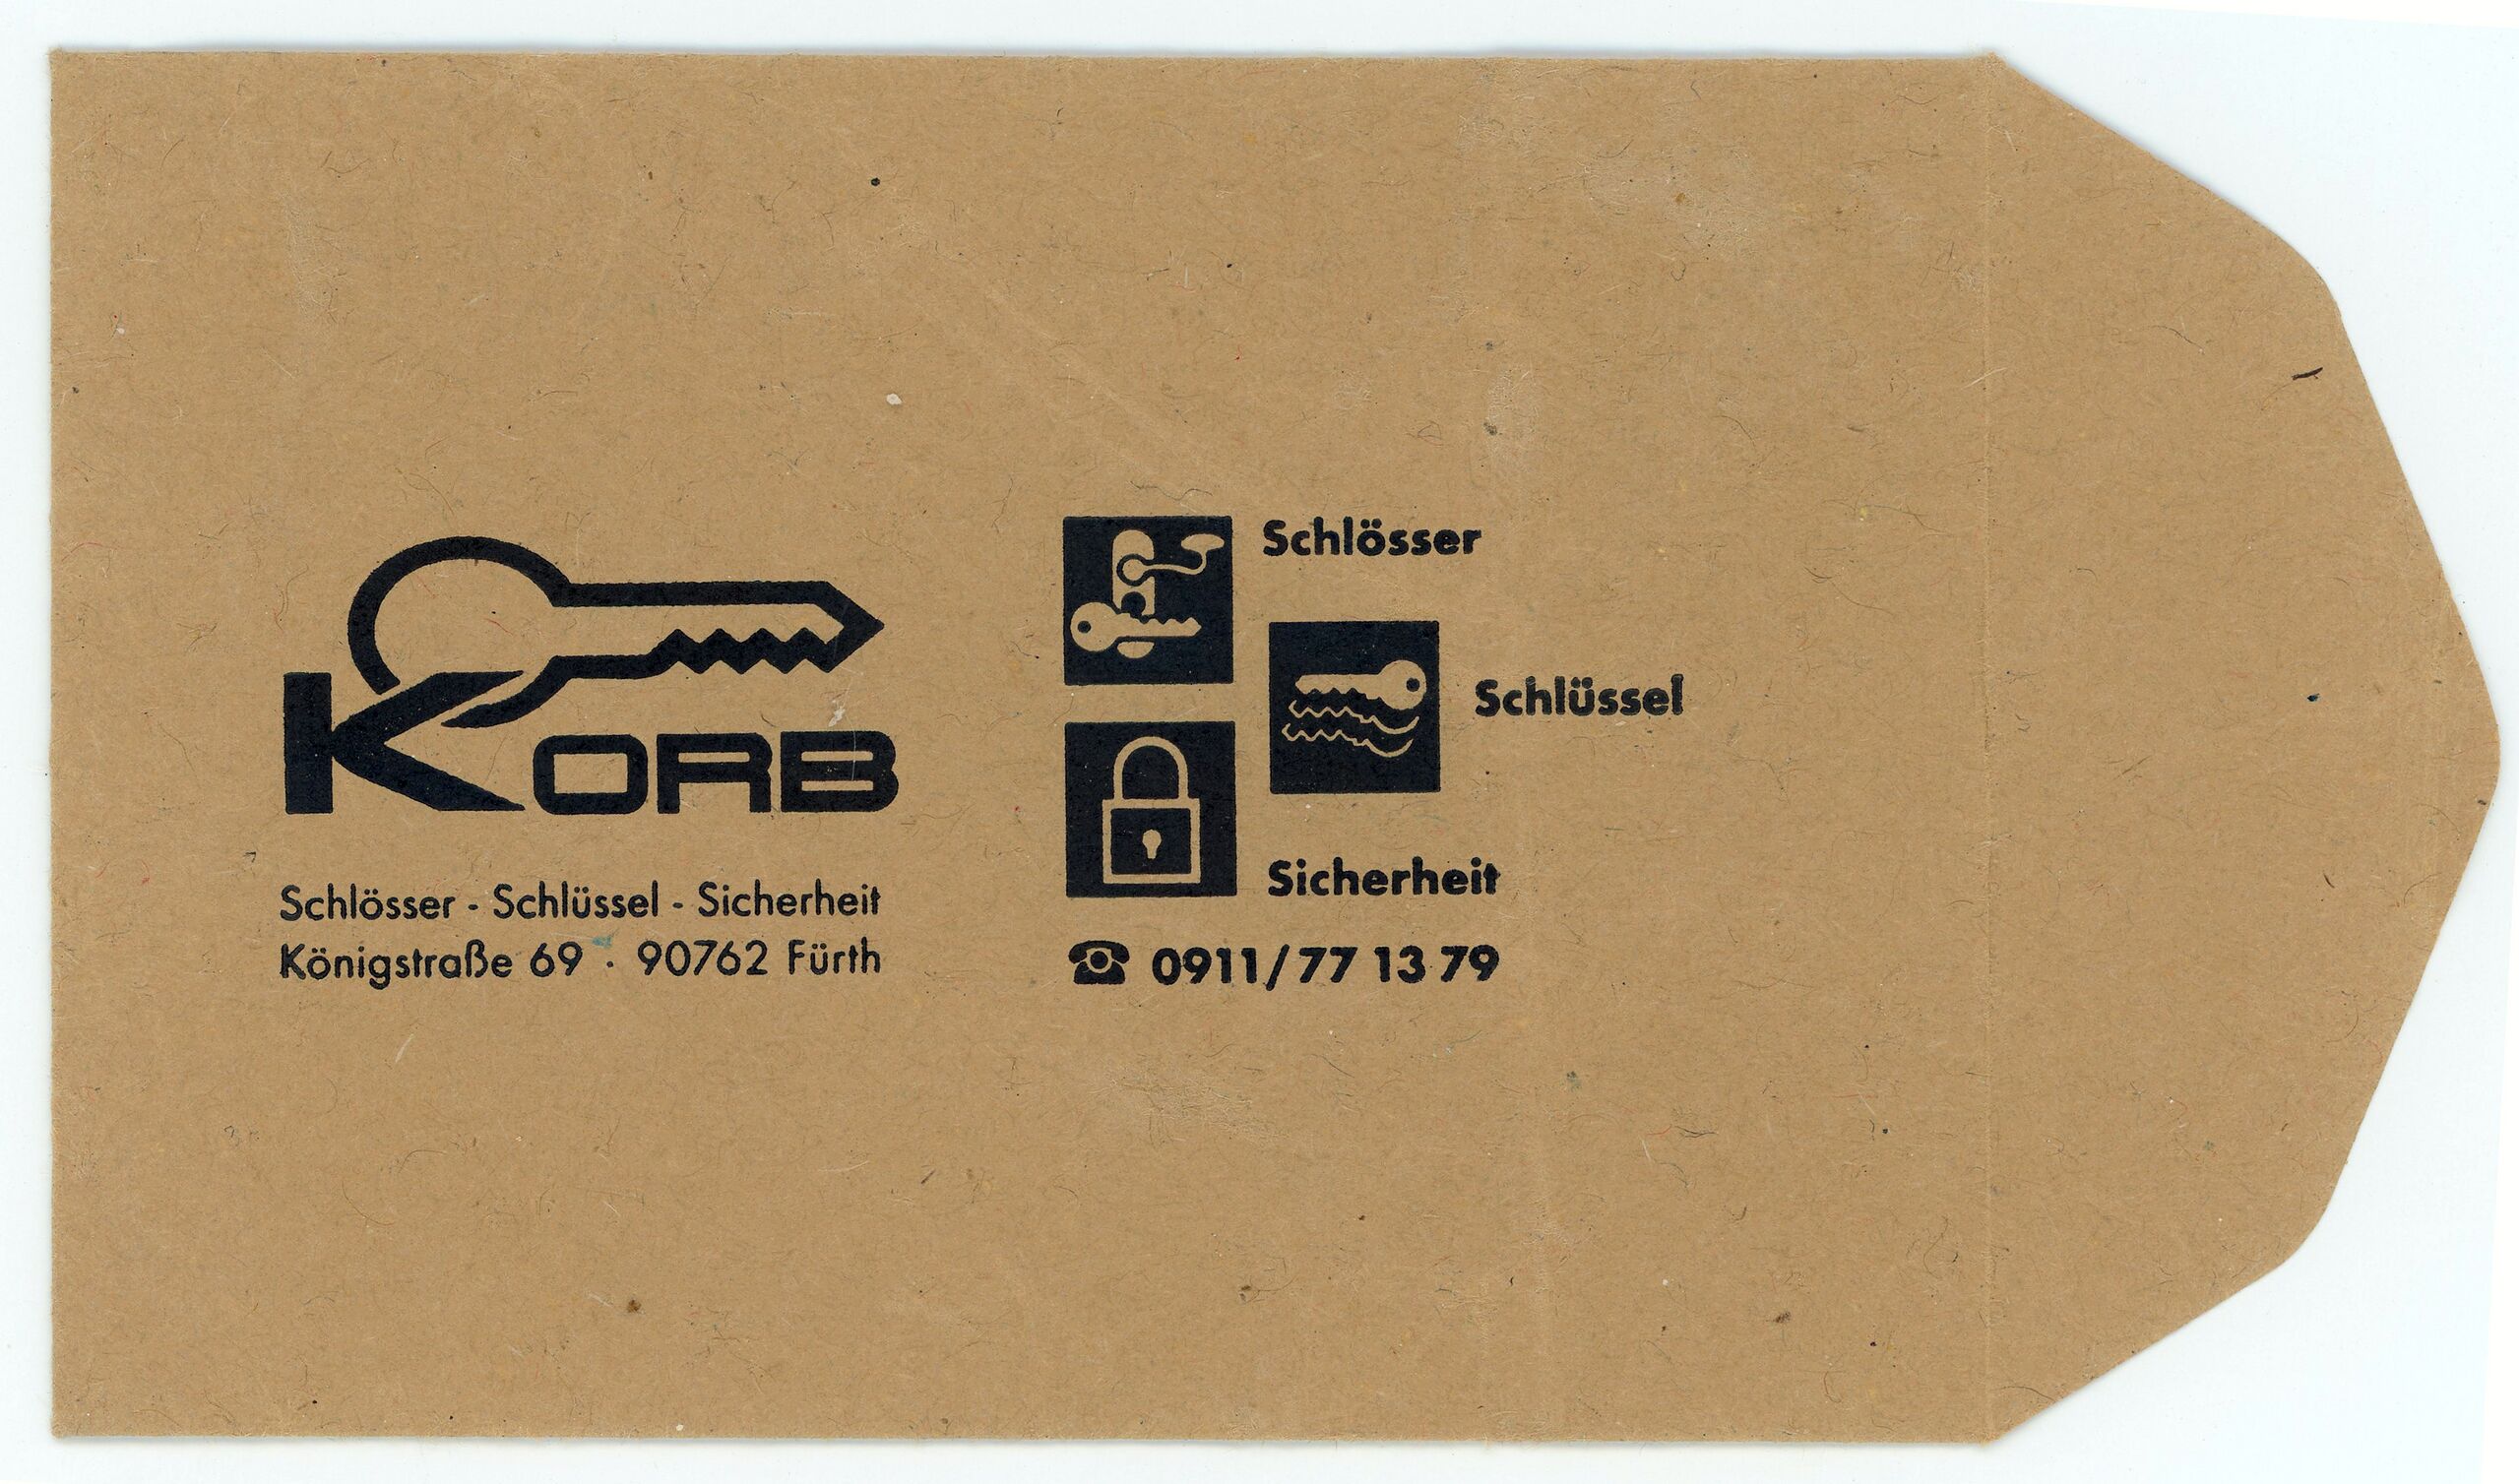 KORB
Schlösser - Schlüssel - Sicherheit
Königstraße 69 · 90762 Fürth
Schlösser
Schlüssel
Sicherheit
☎ 0911/77 13 79